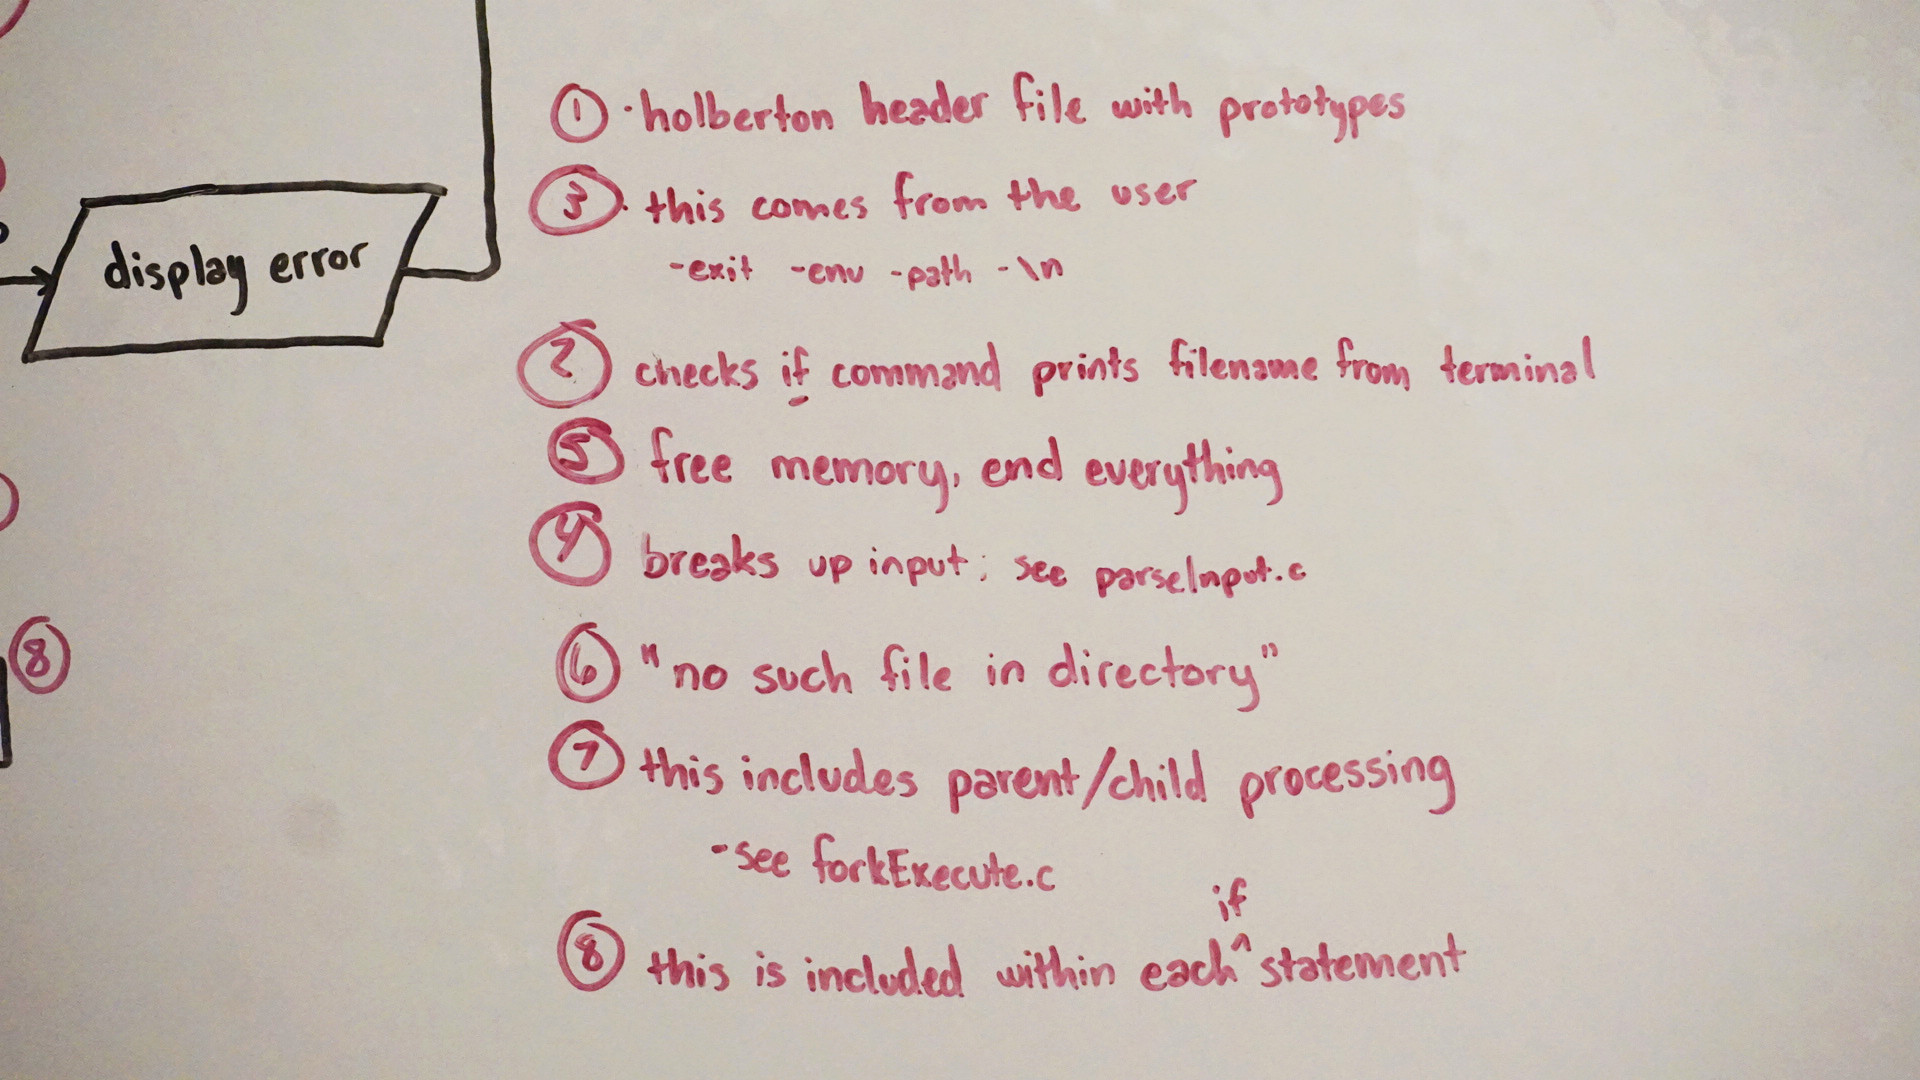 ① · holberton header file with prototypes
③ · this comes from the user
-exit -env -path -\n
display error
② checks if command prints filename from terminal
⑤ free memory, end everything
④ breaks up input; see parseInput.c
⑧
⑥ "no such file in directory"
⑦ this includes parent/child processing
- see forkExecute.c
if
⑧ this is included within each ^ statement